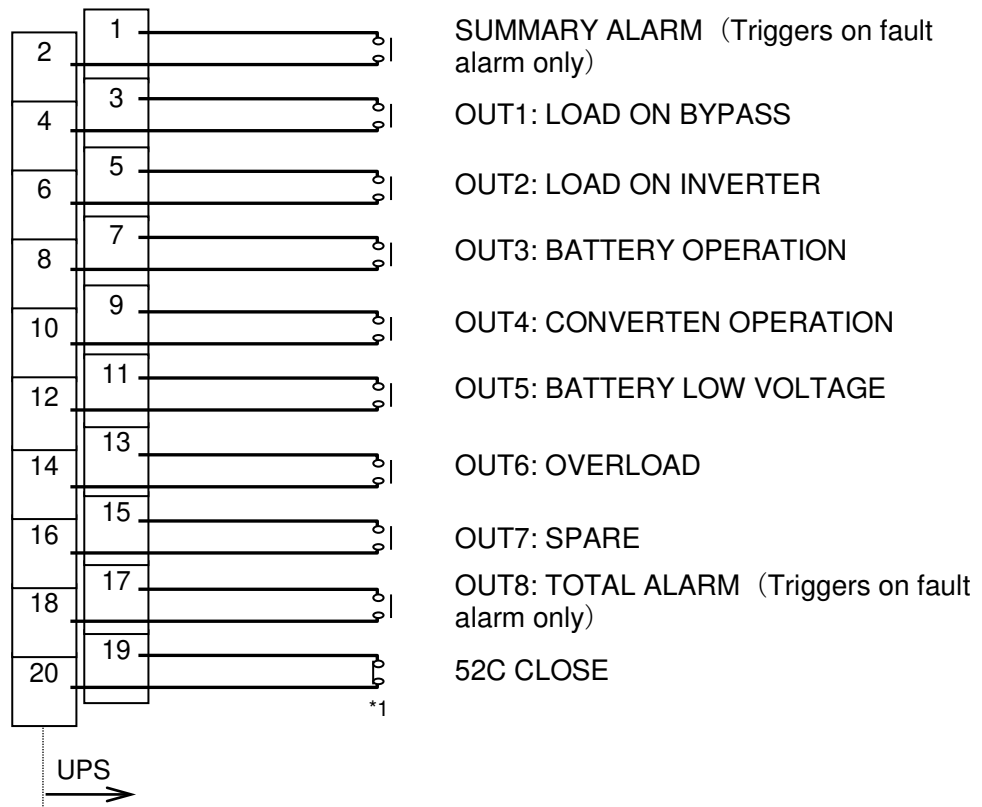 1
2
SUMMARY ALARM（Triggers on fault
alarm only）
3
4
OUT1: LOAD ON BYPASS
5
6
OUT2: LOAD ON INVERTER
7
8
OUT3: BATTERY OPERATION
9
10
OUT4: CONVERTEN OPERATION
11
12
OUT5: BATTERY LOW VOLTAGE
13
14
OUT6: OVERLOAD
15
16
OUT7: SPARE
17
18
OUT8: TOTAL ALARM（Triggers on fault
alarm only）
19
20
52C CLOSE
*1
UPS